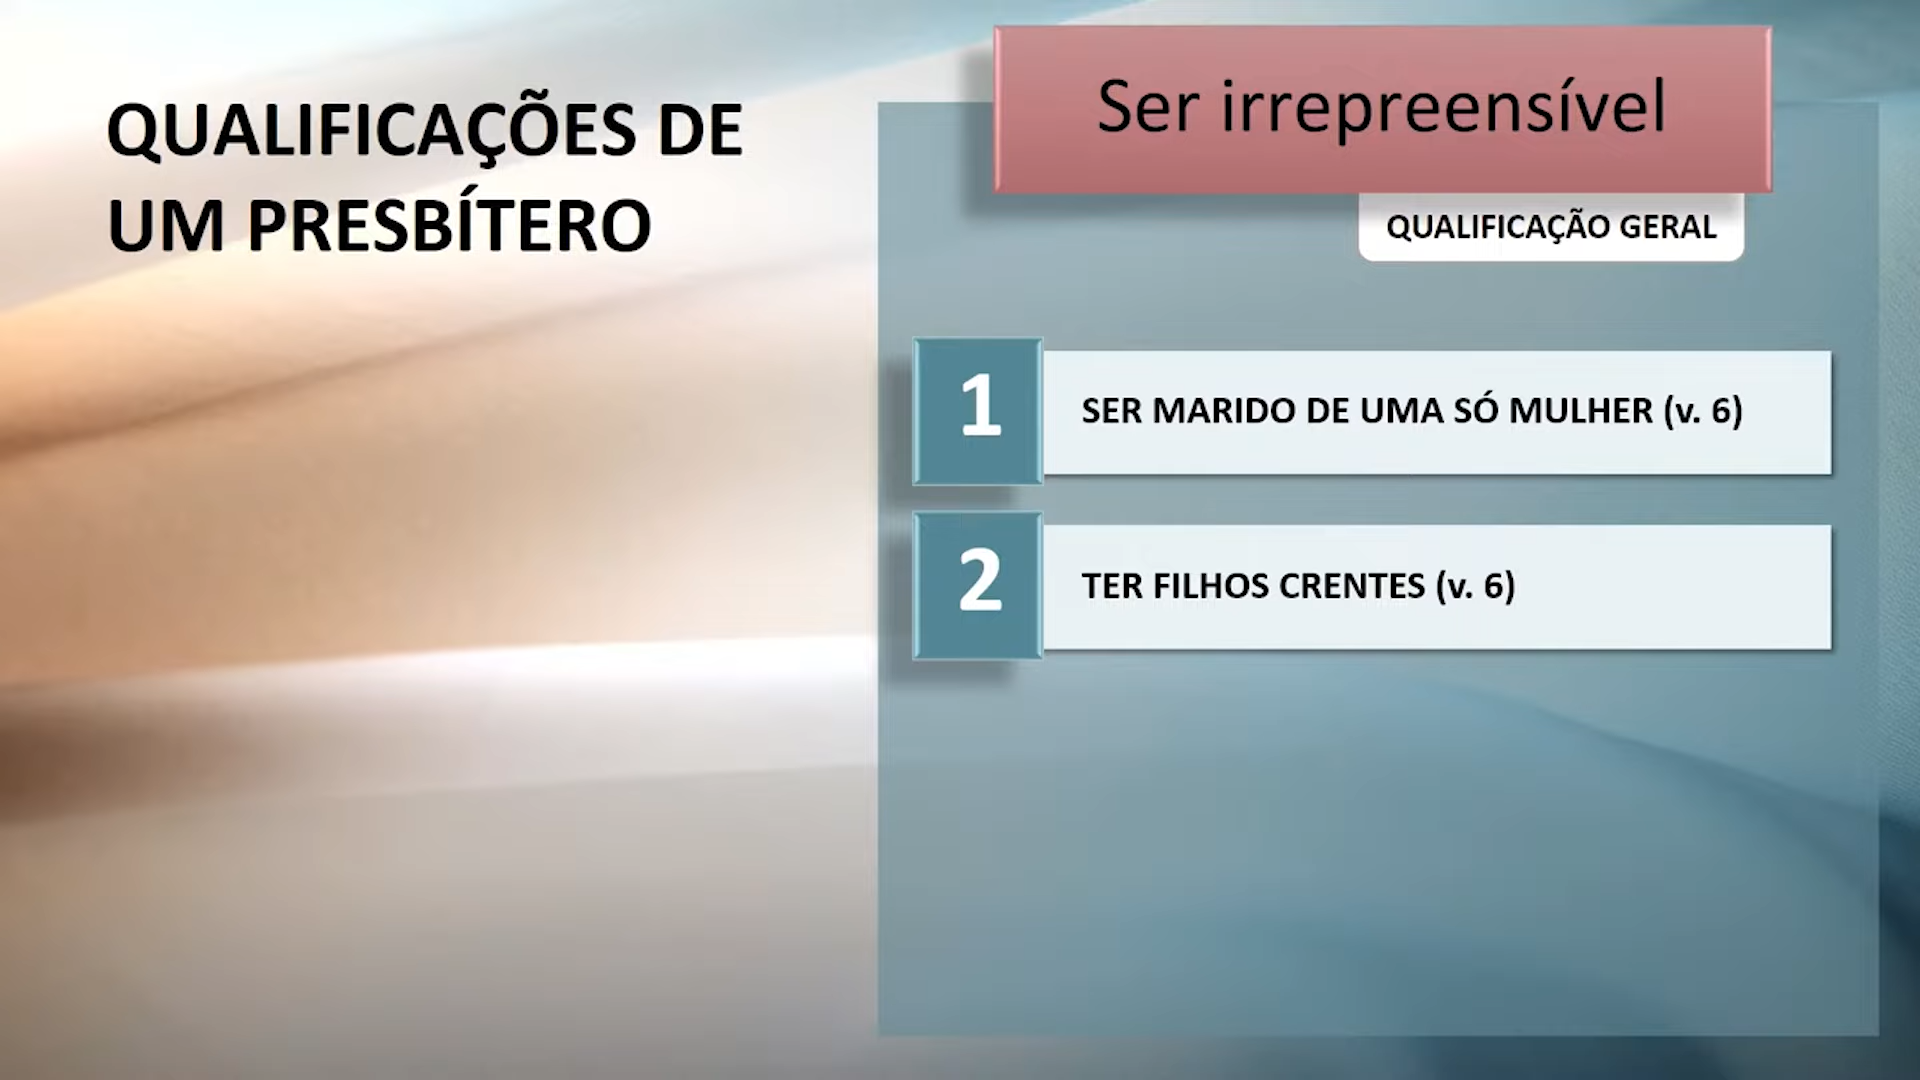 QUALIFICAÇÕES DE
UM PRESBÍTERO
Ser irrepreensível
QUALIFICAÇÃO GERAL
1
SER MARIDO DE UMA SÓ MULHER (v. 6)
2
TER FILHOS CRENTES (v. 6)